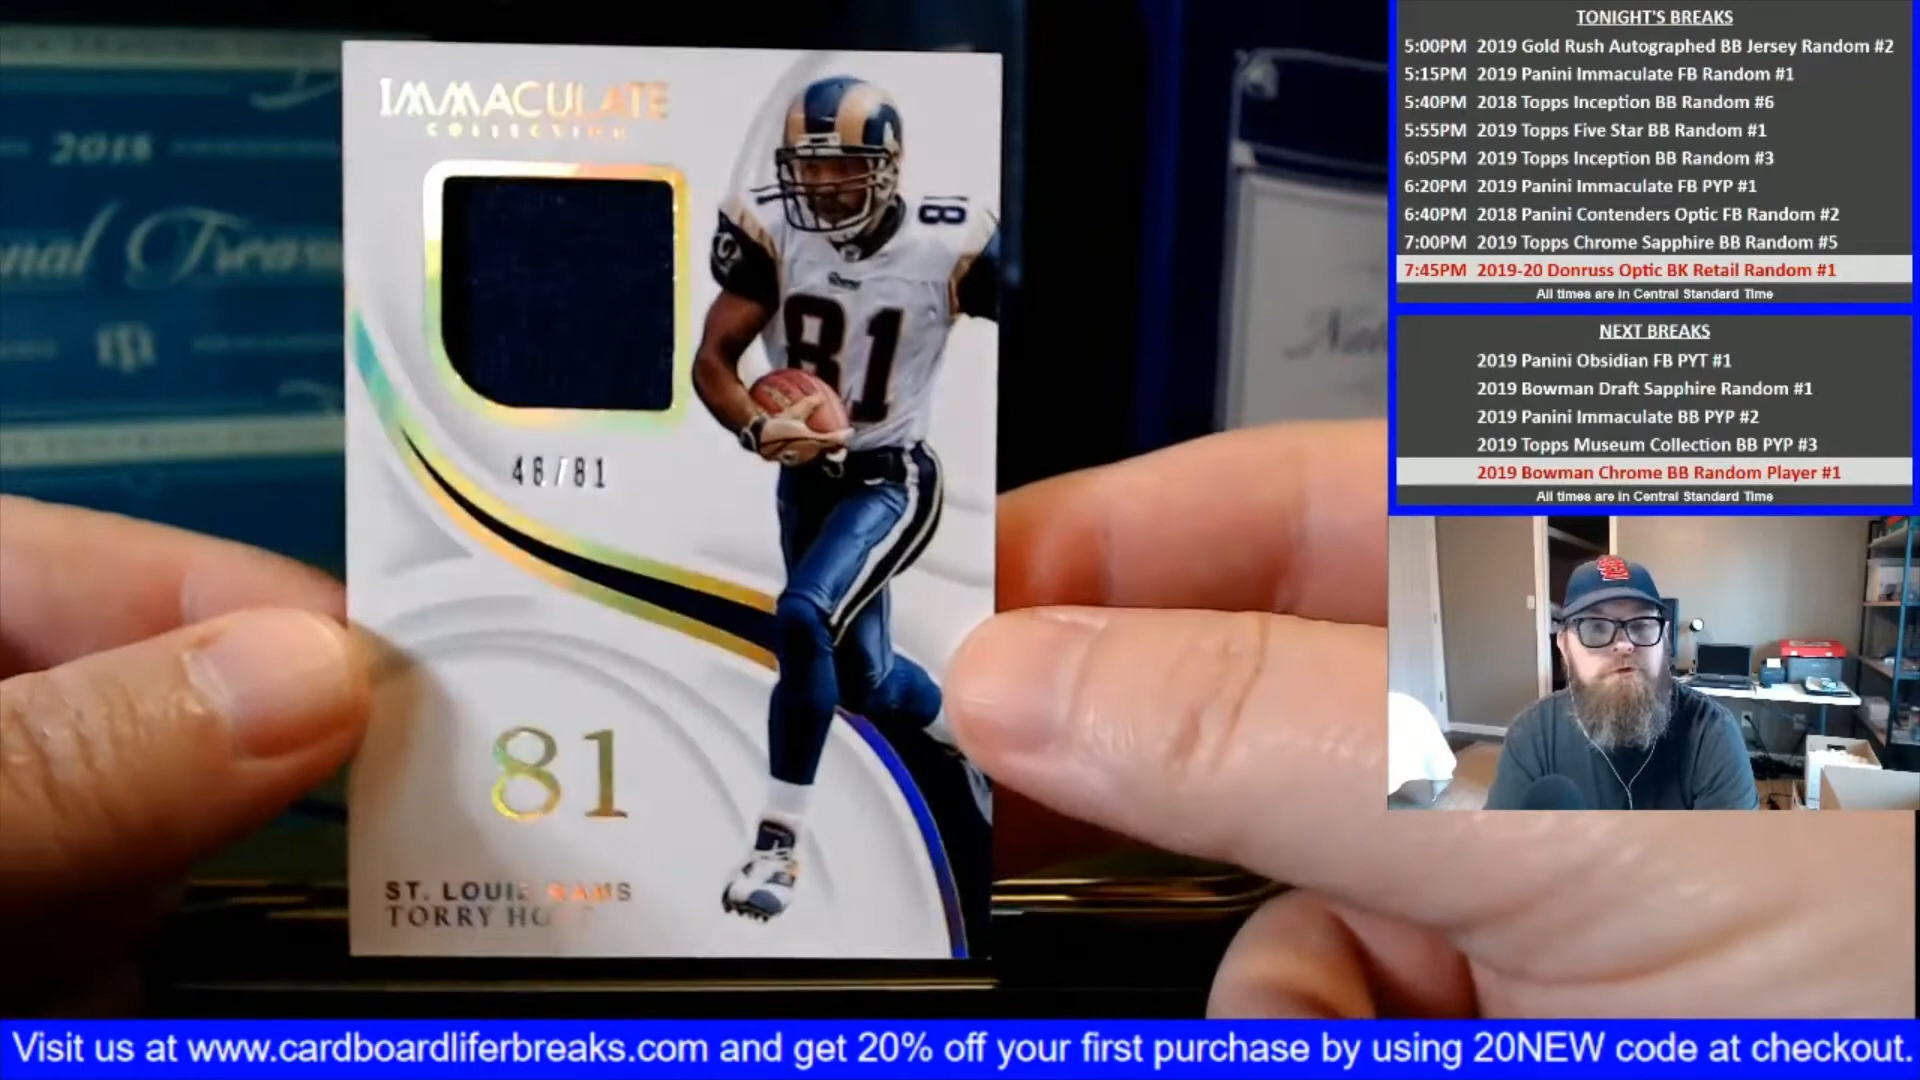 IMMACULATE
COLLECTION
48/81
81
ST. LOUIS RAMS
TORRY HOLT
81
81
2018
TONIGHT'S BREAKS
5:00PM 2019 Gold Rush Autographed BB Jersey Random #2
5:15PM 2019 Panini Immaculate FB Random #1
5:40PM 2018 Topps Inception BB Random #6
5:55PM 2019 Topps Five Star BB Random #1
6:05PM 2019 Topps Inception BB Random #3
6:20PM 2019 Panini Immaculate FB PYP #1
6:40PM 2018 Panini Contenders Optic FB Random #2
7:00PM 2019 Topps Chrome Sapphire BB Random #5
7:45PM 2019-20 Donruss Optic BK Retail Random #1
All times are in Central Standard Time
NEXT BREAKS
2019 Panini Obsidian FB PYT #1
2019 Bowman Draft Sapphire Random #1
2019 Panini Immaculate BB PYP #2
2019 Topps Museum Collection BB PYP #3
2019 Bowman Chrome BB Random Player #1
All times are in Central Standard Time
Visit us at www.cardboardliferbreaks.com and get 20% off your first purchase by using 20NEW code at checkout.